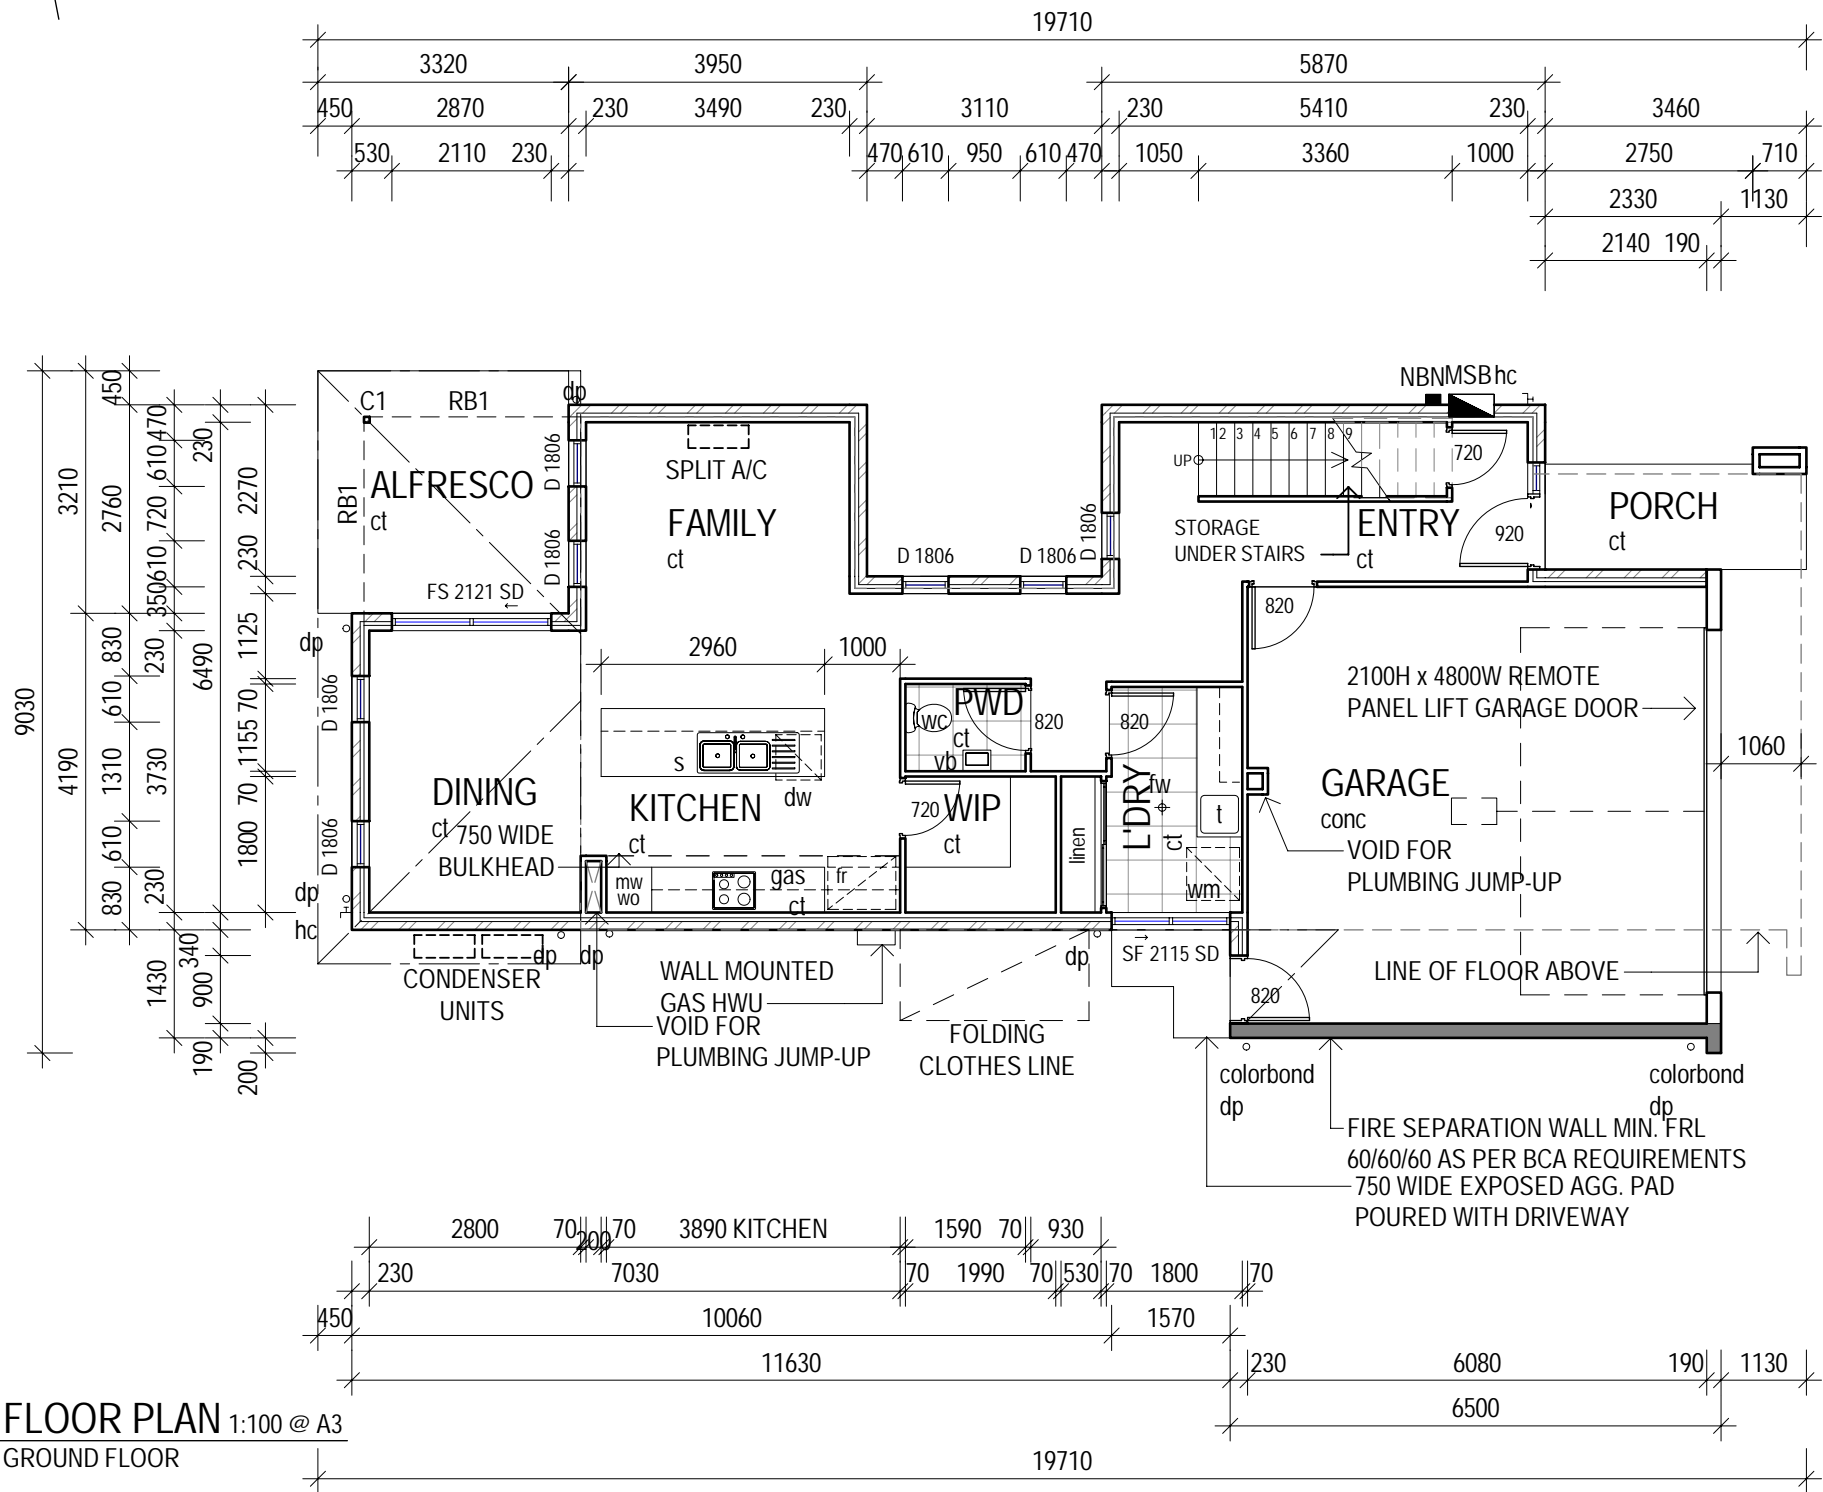 19710
3320 3950 5870
450 2870 230 3490 230 3110 230 5410 230 3460
530 2110 230 470 610 950 610 470 1050 3360 1000 2750 710
2330 1130
2140 190
NBN MSB hc
C1 RB1 dp
RB1
ALFRESCO
ct
D 1806
D 1806
FS 2121 SD
SPLIT A/C
FAMILY
ct
D 1806 D 1806
D 1806
1 2 3 4 5 6 7 8 9
UP
720
STORAGE
UNDER STAIRS
ENTRY
ct
920
PORCH
ct
820
9030
3210
4190
450
2760
830
610
1310
610
830
470
610
720
610
350
230
3730
230
340
1430
230
6490
900
190
2270
230
1125
70
1155
70
1800
200
dp
D 1806
D 1806
dp
hc
2960 1000
DINING
ct
750 WIDE
BULKHEAD
KITCHEN
ct
s
dw
mw
wo
gas
ct
fr
PWD
ct
wc
vb
820
820
720
WIP
ct
linen
L'DRY
ct
fw
t
wm
2100H x 4800W REMOTE
PANEL LIFT GARAGE DOOR
1060
GARAGE
conc
VOID FOR
PLUMBING JUMP-UP
LINE OF FLOOR ABOVE
SF 2115 SD
820
dp dp dp
CONDENSER
UNITS
WALL MOUNTED
GAS HWU
VOID FOR
PLUMBING JUMP-UP
FOLDING
CLOTHES LINE
colorbond
dp
colorbond
dp
FIRE SEPARATION WALL MIN. FRL
60/60/60 AS PER BCA REQUIREMENTS
750 WIDE EXPOSED AGG. PAD
POURED WITH DRIVEWAY
2800 70 200 70 3890 KITCHEN 1590 70 930
230 7030 70 1990 70 530 70 1800 70
450 10060 1570
11630 230 6080 190 1130
6500
19710
FLOOR PLAN 1:100 @ A3
GROUND FLOOR